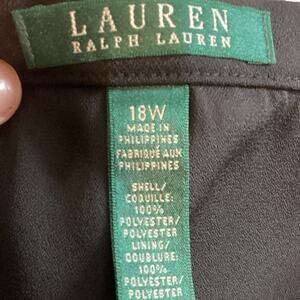 LAUREN
RALPH LAUREN
18W
MADE IN
PHILIPPINES
FABRIQUÉ AUX
PHILIPPINES
SHELL/
COQUILLE:
100%
POLYESTER/
POLYESTER
LINING/
DOUBLURE:
100%
POLYESTER/
POLYESTER